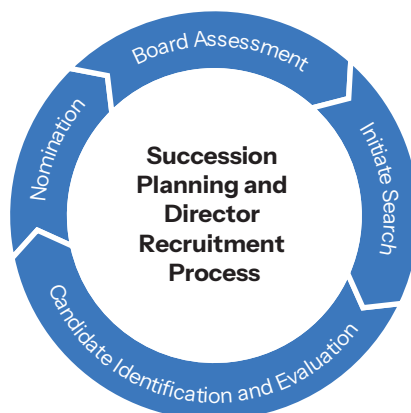 Board Assessment
Initiate Search
Candidate Identification and Evaluation
Nomination
Succession
Planning and
Director
Recruitment
Process